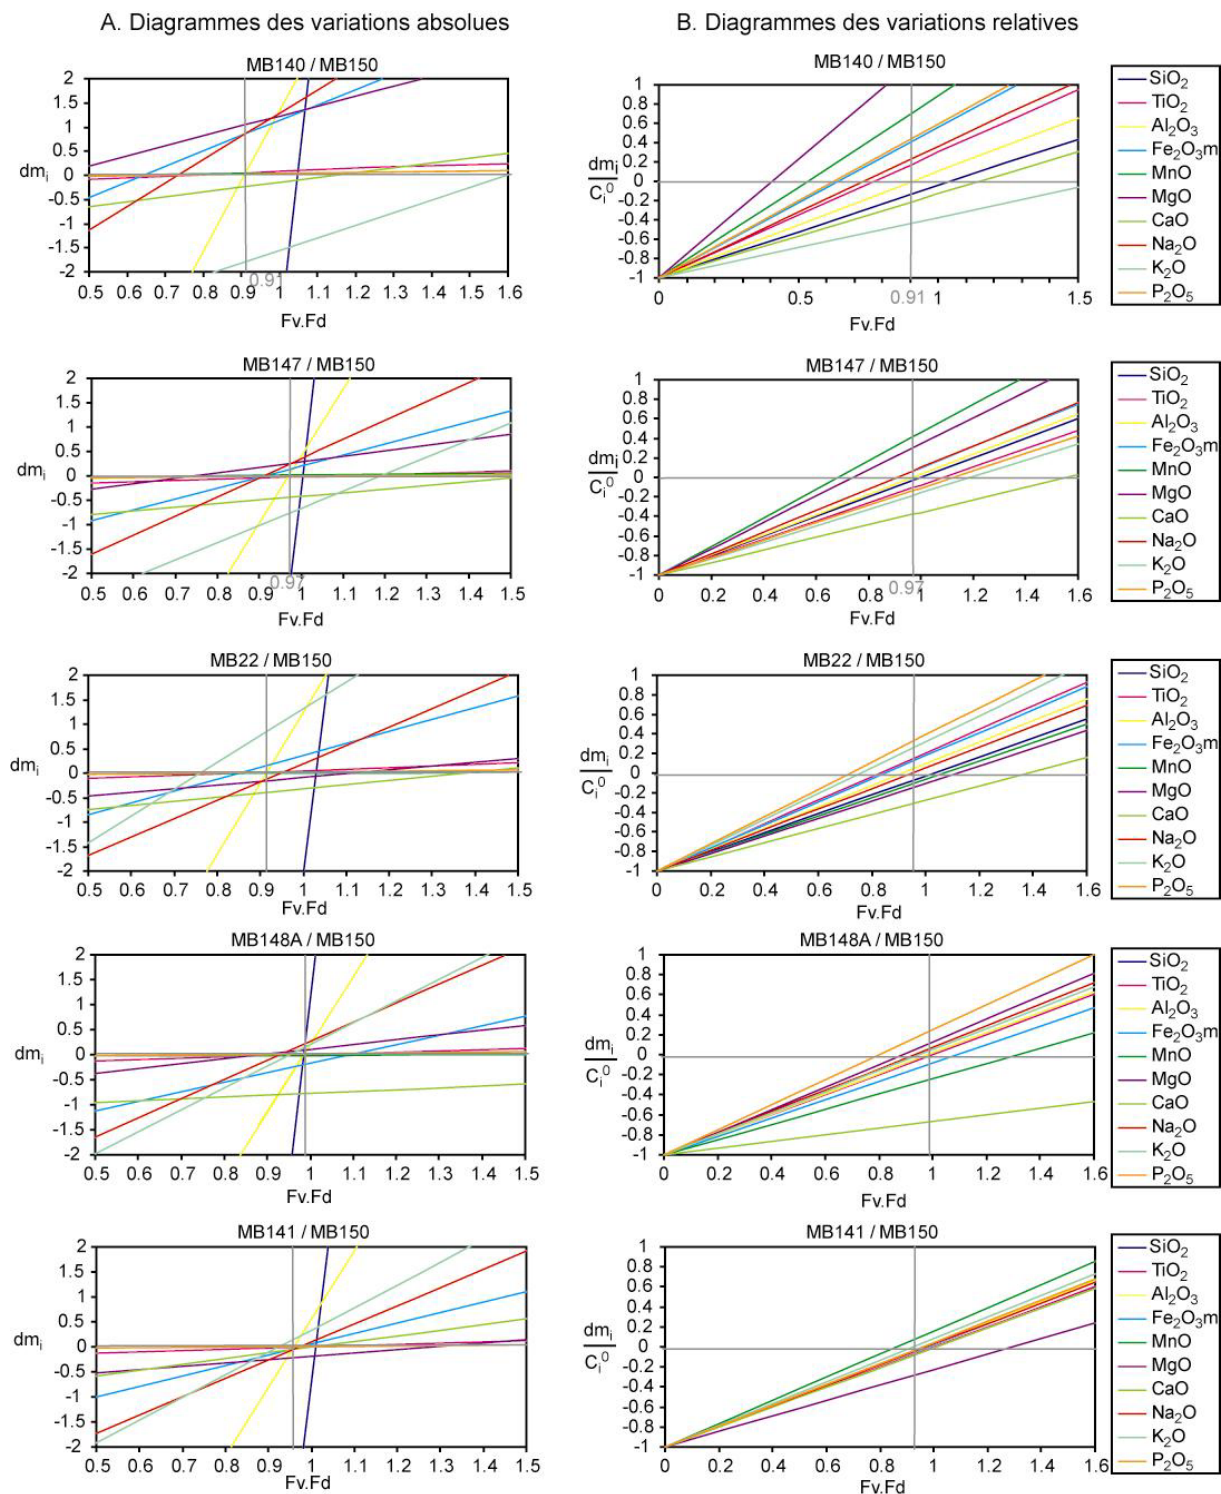 A. Diagrammes des variations absolues
B. Diagrammes des variations relatives
MB140 / MB150
2
1.5
1
0.5
0
-0.5
-1
-1.5
-2
dmᵢ
0.5 0.6 0.7 0.8 0.9 0.91 1 1.1 1.2 1.3 1.4 1.5 1.6
Fv.Fd
MB140 / MB150
1
0.8
0.6
0.4
0.2
0
-0.2
-0.4
-0.6
-0.8
-1
dmᵢ
Cᵢ⁰
0 0.5 0.91 1 1.5
Fv.Fd
SiO₂
TiO₂
Al₂O₃
Fe₂O₃m
MnO
MgO
CaO
Na₂O
K₂O
P₂O₅
MB147 / MB150
2
1.5
1
0.5
0
-0.5
-1
-1.5
-2
dmᵢ
0.5 0.6 0.7 0.8 0.9 0.97 1 1.1 1.2 1.3 1.4 1.5
Fv.Fd
MB147 / MB150
1
0.8
0.6
0.4
0.2
0
-0.2
-0.4
-0.6
-0.8
-1
dmᵢ
Cᵢ⁰
0 0.2 0.4 0.6 0.8 0.97 1 1.2 1.4 1.6
Fv.Fd
SiO₂
TiO₂
Al₂O₃
Fe₂O₃m
MnO
MgO
CaO
Na₂O
K₂O
P₂O₅
MB22 / MB150
2
1.5
1
0.5
0
-0.5
-1
-1.5
-2
dmᵢ
0.5 0.6 0.7 0.8 0.9 1 1.1 1.2 1.3 1.4 1.5
Fv.Fd
MB22 / MB150
1
0.8
0.6
0.4
0.2
0
-0.2
-0.4
-0.6
-0.8
-1
dmᵢ
Cᵢ⁰
0 0.2 0.4 0.6 0.8 1 1.2 1.4 1.6
Fv.Fd
SiO₂
TiO₂
Al₂O₃
Fe₂O₃m
MnO
MgO
CaO
Na₂O
K₂O
P₂O₅
MB148A / MB150
2
1.5
1
0.5
0
-0.5
-1
-1.5
-2
dmᵢ
0.5 0.6 0.7 0.8 0.9 1 1.1 1.2 1.3 1.4 1.5
Fv.Fd
MB148A / MB150
1
0.8
0.6
0.4
0.2
0
-0.2
-0.4
-0.6
-0.8
-1
dmᵢ
Cᵢ⁰
0 0.2 0.4 0.6 0.8 1 1.2 1.4 1.6
Fv.Fd
SiO₂
TiO₂
Al₂O₃
Fe₂O₃m
MnO
MgO
CaO
Na₂O
K₂O
P₂O₅
MB141 / MB150
2
1.5
1
0.5
0
-0.5
-1
-1.5
-2
dmᵢ
0.5 0.6 0.7 0.8 0.9 1 1.1 1.2 1.3 1.4 1.5
Fv.Fd
MB141 / MB150
1
0.8
0.6
0.4
0.2
0
-0.2
-0.4
-0.6
-0.8
-1
dmᵢ
Cᵢ⁰
0 0.2 0.4 0.6 0.8 1 1.2 1.4 1.6
Fv.Fd
SiO₂
TiO₂
Al₂O₃
Fe₂O₃m
MnO
MgO
CaO
Na₂O
K₂O
P₂O₅